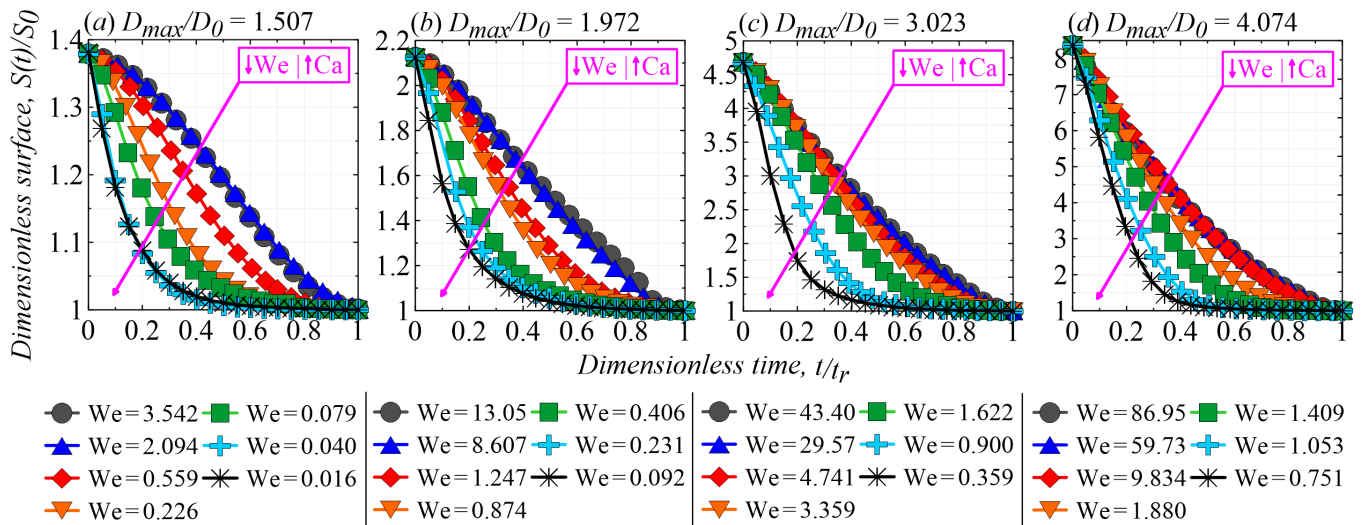 (a) Dmax/D0 = 1.507
(b) Dmax/D0 = 1.972
(c) Dmax/D0 = 3.023
(d) Dmax/D0 = 4.074
Dimensionless surface, S(t)/S0
1.4
1.3
1.2
1.1
1
0 0.2 0.4 0.6 0.8 1
↓We | ↑Ca
2.2
2
1.8
1.6
1.4
1.2
1
0 0.2 0.4 0.6 0.8 1
↓We | ↑Ca
5
4.5
4
3.5
3
2.5
2
1.5
1
0 0.2 0.4 0.6 0.8 1
↓We | ↑Ca
8
7
6
5
4
3
2
1
0 0.2 0.4 0.6 0.8 1
↓We | ↑Ca
Dimensionless time, t/tr
We = 3.542
We = 2.094
We = 0.559
We = 0.226
We = 0.079
We = 0.040
We = 0.016
We = 13.05
We = 8.607
We = 1.247
We = 0.874
We = 0.406
We = 0.231
We = 0.092
We = 43.40
We = 29.57
We = 4.741
We = 3.359
We = 1.622
We = 0.900
We = 0.359
We = 86.95
We = 59.73
We = 9.834
We = 1.880
We = 1.409
We = 1.053
We = 0.751